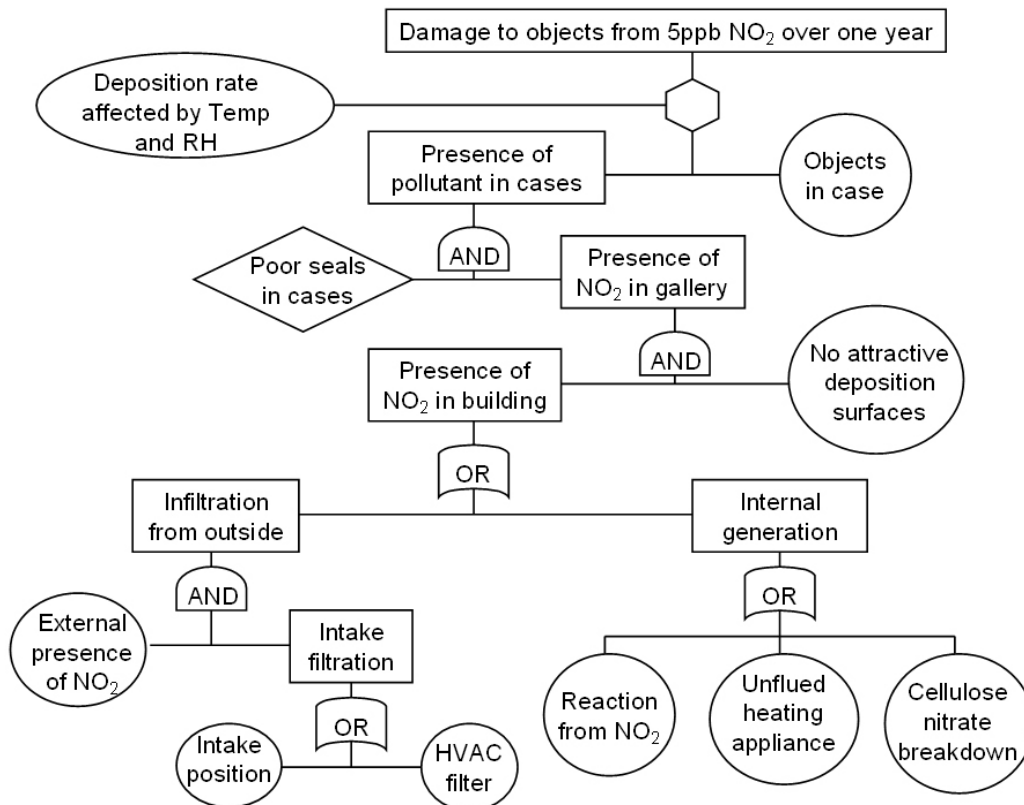 Damage to objects from 5ppb NO₂ over one year
Deposition rate
affected by Temp
and RH
Presence of
pollutant in cases
Objects
in case
AND
Poor seals
in cases
Presence of
NO₂ in gallery
AND
Presence of
NO₂ in building
No attractive
deposition
surfaces
OR
Infiltration
from outside
Internal
generation
AND
OR
External
presence
of NO₂
Intake
filtration
Reaction
from NO₂
Unflued
heating
appliance
Cellulose
nitrate
breakdown
OR
Intake
position
HVAC
filter